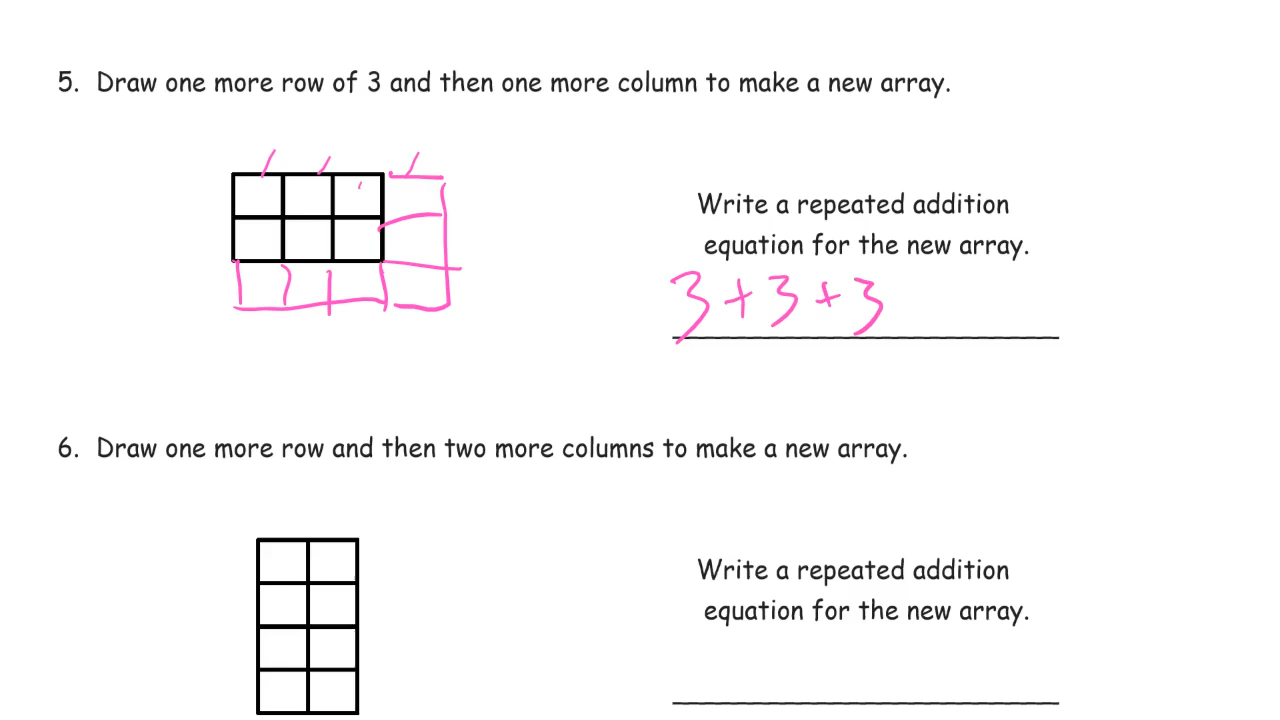 5. Draw one more row of 3 and then one more column to make a new array.
Write a repeated addition
equation for the new array.
3+3+3
6. Draw one more row and then two more columns to make a new array.
Write a repeated addition
equation for the new array.